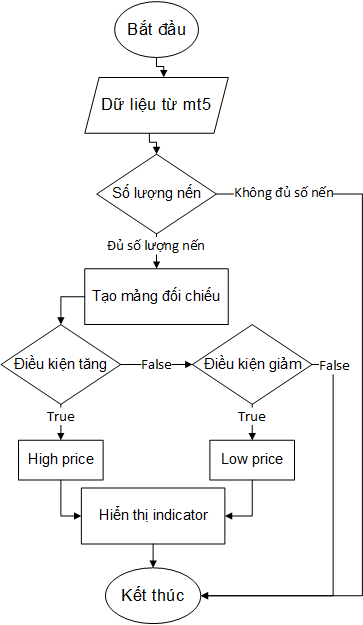 Bắt đầu
Dữ liệu từ mt5
Số lượng nến
Không đủ số nến
Đủ số lượng nến
Tạo mảng đối chiếu
Điều kiện tăng
False
Điều kiện giảm
False
True
True
High price
Low price
Hiển thị indicator
Kết thúc